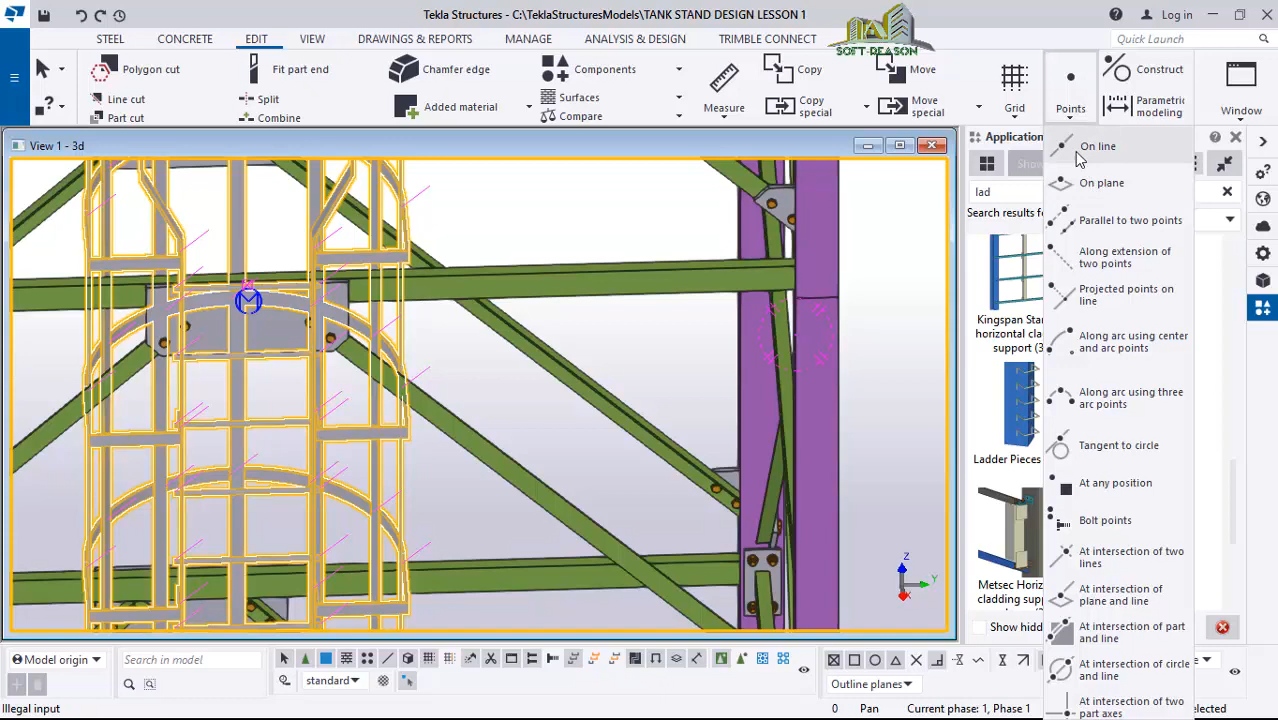 Tekla Structures - C:\TeklaStructuresModels\TANK STAND DESIGN LESSON 1
Log in
STEEL CONCRETE EDIT VIEW DRAWINGS & REPORTS MANAGE ANALYSIS & DESIGN TRIMBLE CONNECT
SOFT-REASON
Quick Launch
Polygon cut
Line cut
Part cut
Fit part end
Split
Combine
Chamfer edge
Added material
Components
Surfaces
Compare
Measure
Copy
Copy special
Move
Move special
Grid
Points
Construct
Parametric modeling
Window
View 1 - 3d
Application
lad
Search results f
Kingspan Star
horizontal cla
support (3
Ladder Pieces
Metsec Horiz
cladding supp
Show hidd
On line
On plane
Parallel to two points
Along extension of two points
Projected points on line
Along arc using center and arc points
Along arc using three arc points
Tangent to circle
At any position
Bolt points
At intersection of two lines
At intersection of plane and line
At intersection of part and line
At intersection of circle and line
At intersection of two part axes
Z
Y
X
Model origin
Search in model
standard
Outline planes
Illegal input
0 Pan Current phase: 1, Phase 1
elected